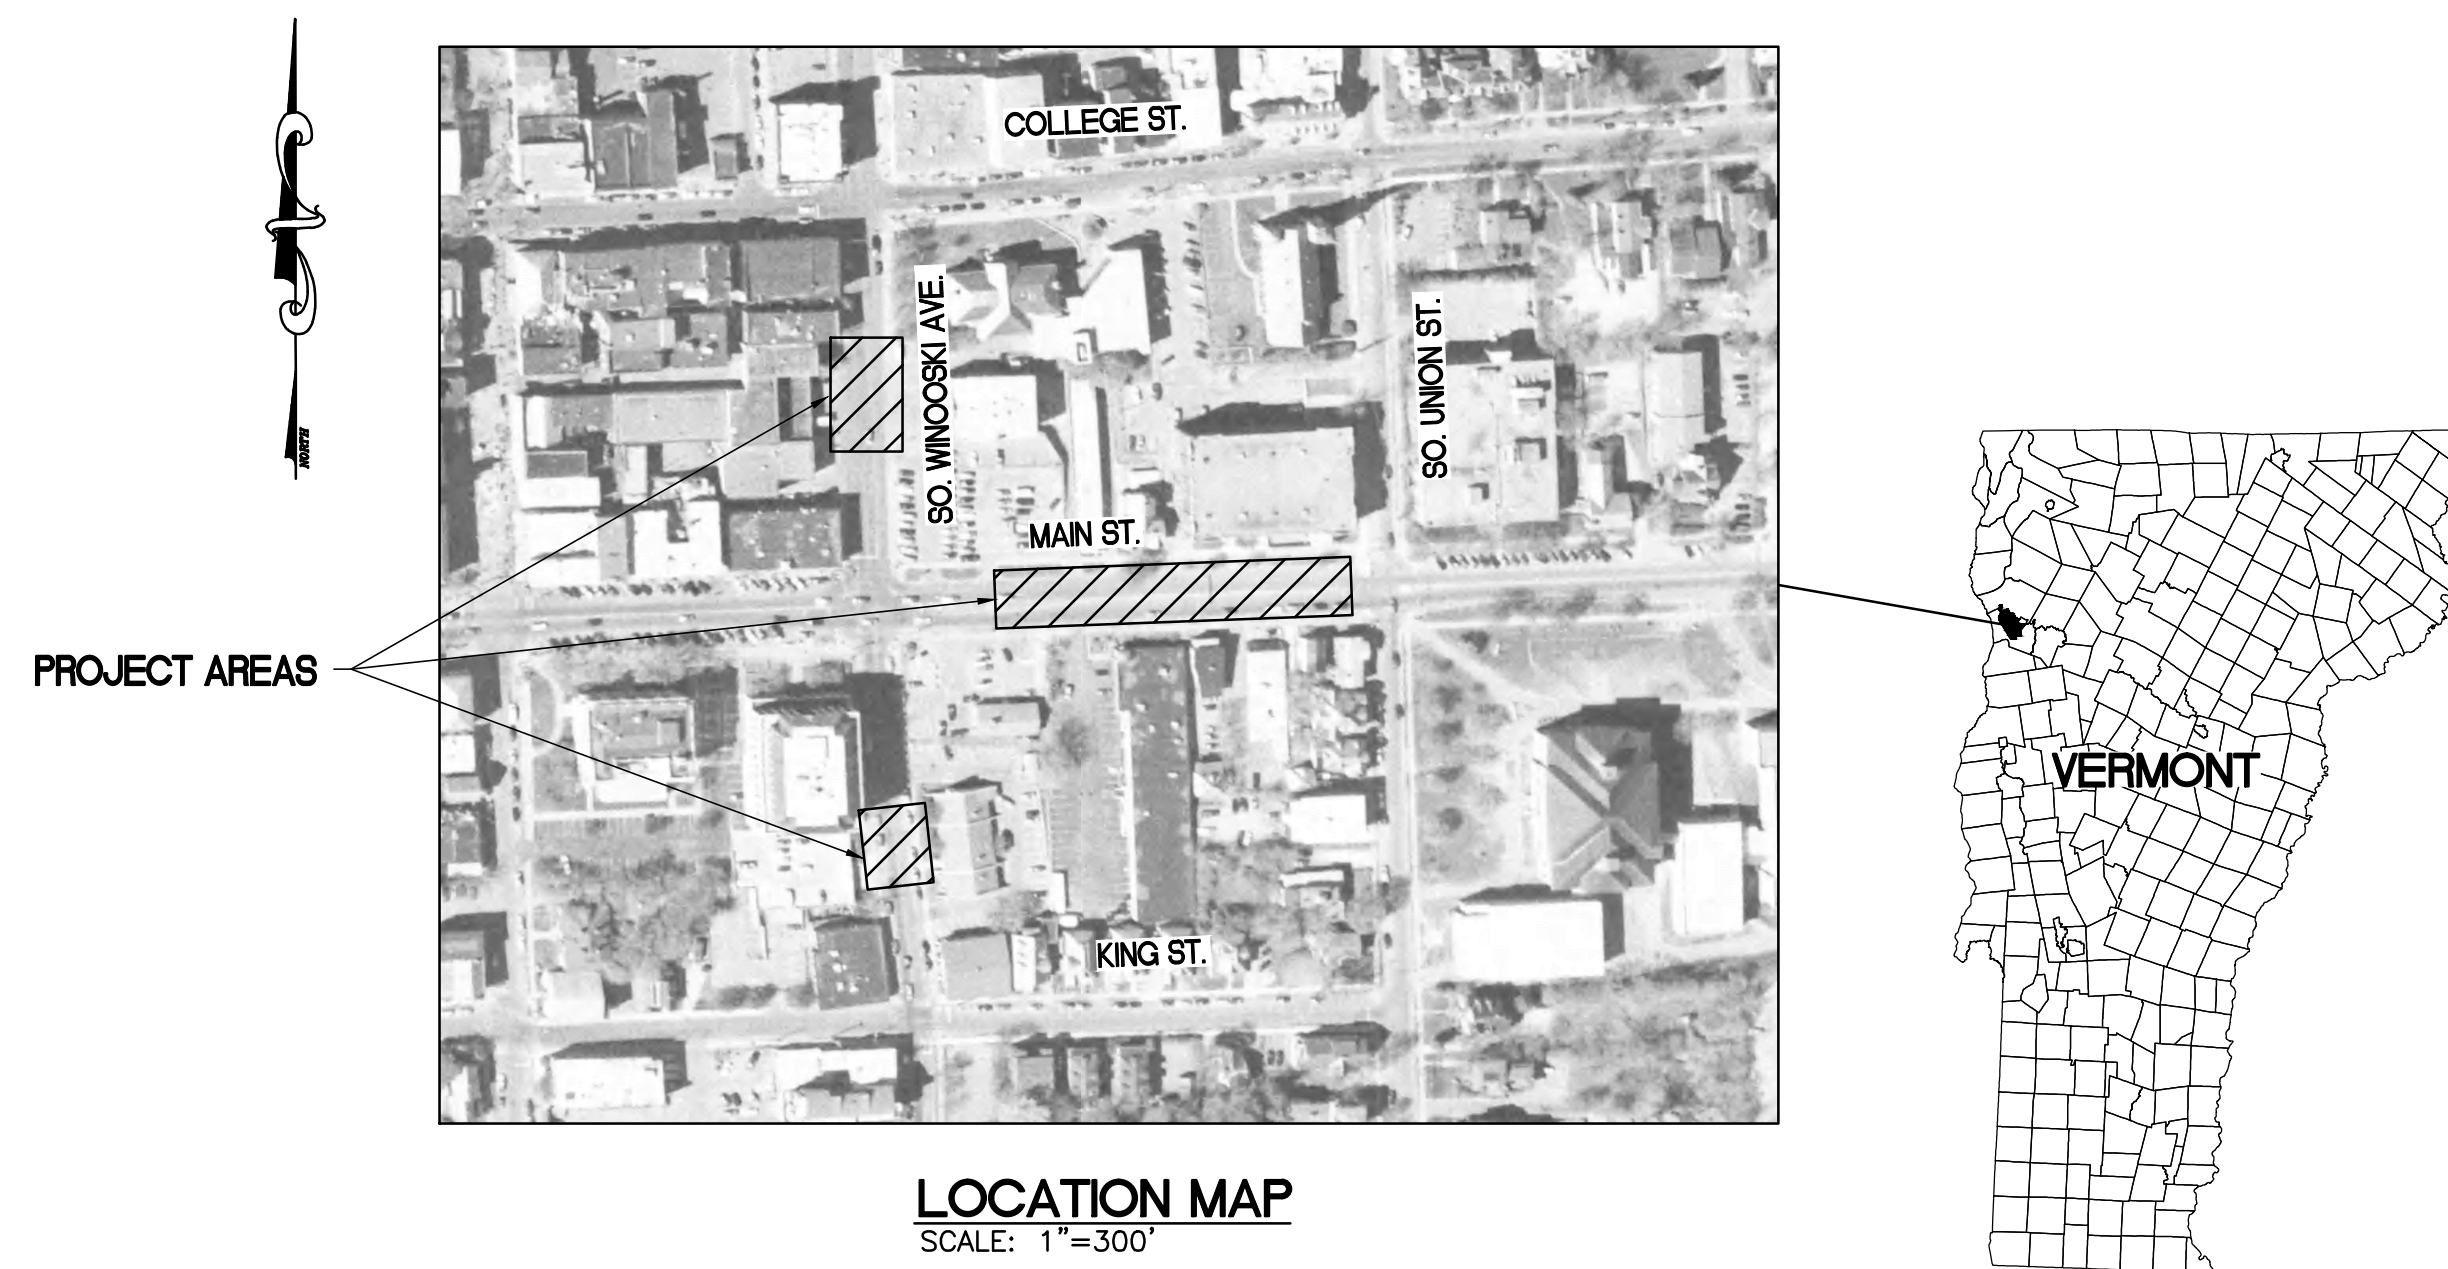 COLLEGE ST.
SO. WINOOSKI AVE.
SO. UNION ST.
NORTH
MAIN ST.
PROJECT AREAS
VERMONT
KING ST.
LOCATION MAP
SCALE: 1"=300'